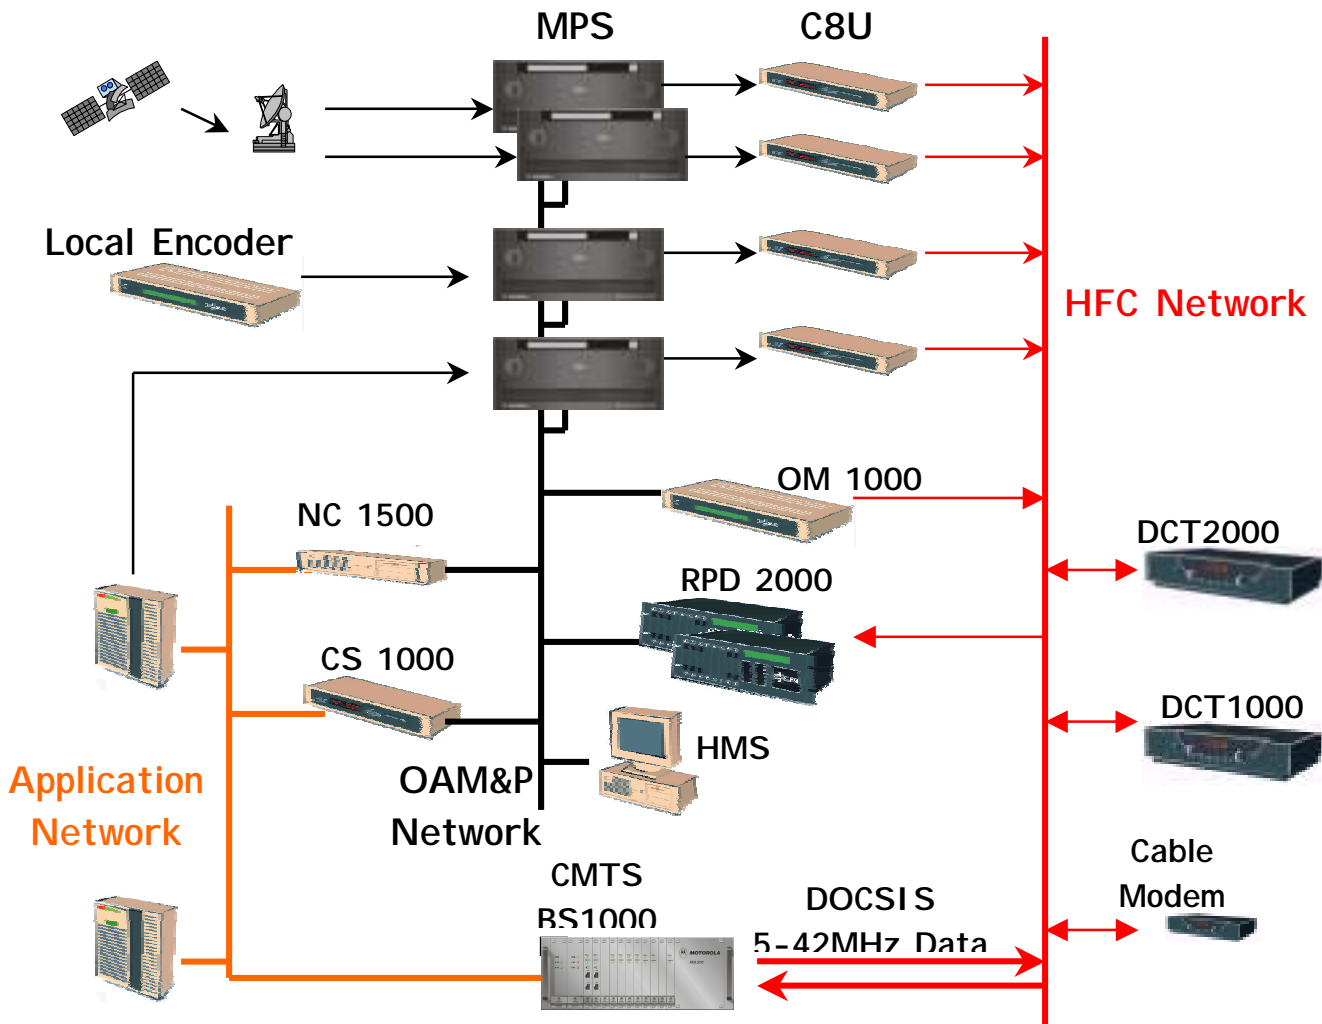 MPS
C8U
Local Encoder
HFC Network
OM 1000
NC 1500
DCT2000
RPD 2000
CS 1000
DCT1000
HMS
Application
Network
OAM&P
Network
Cable
Modem
CMTS
BS1000
DOCSIS
5-42MHz Data
MOTOROLA